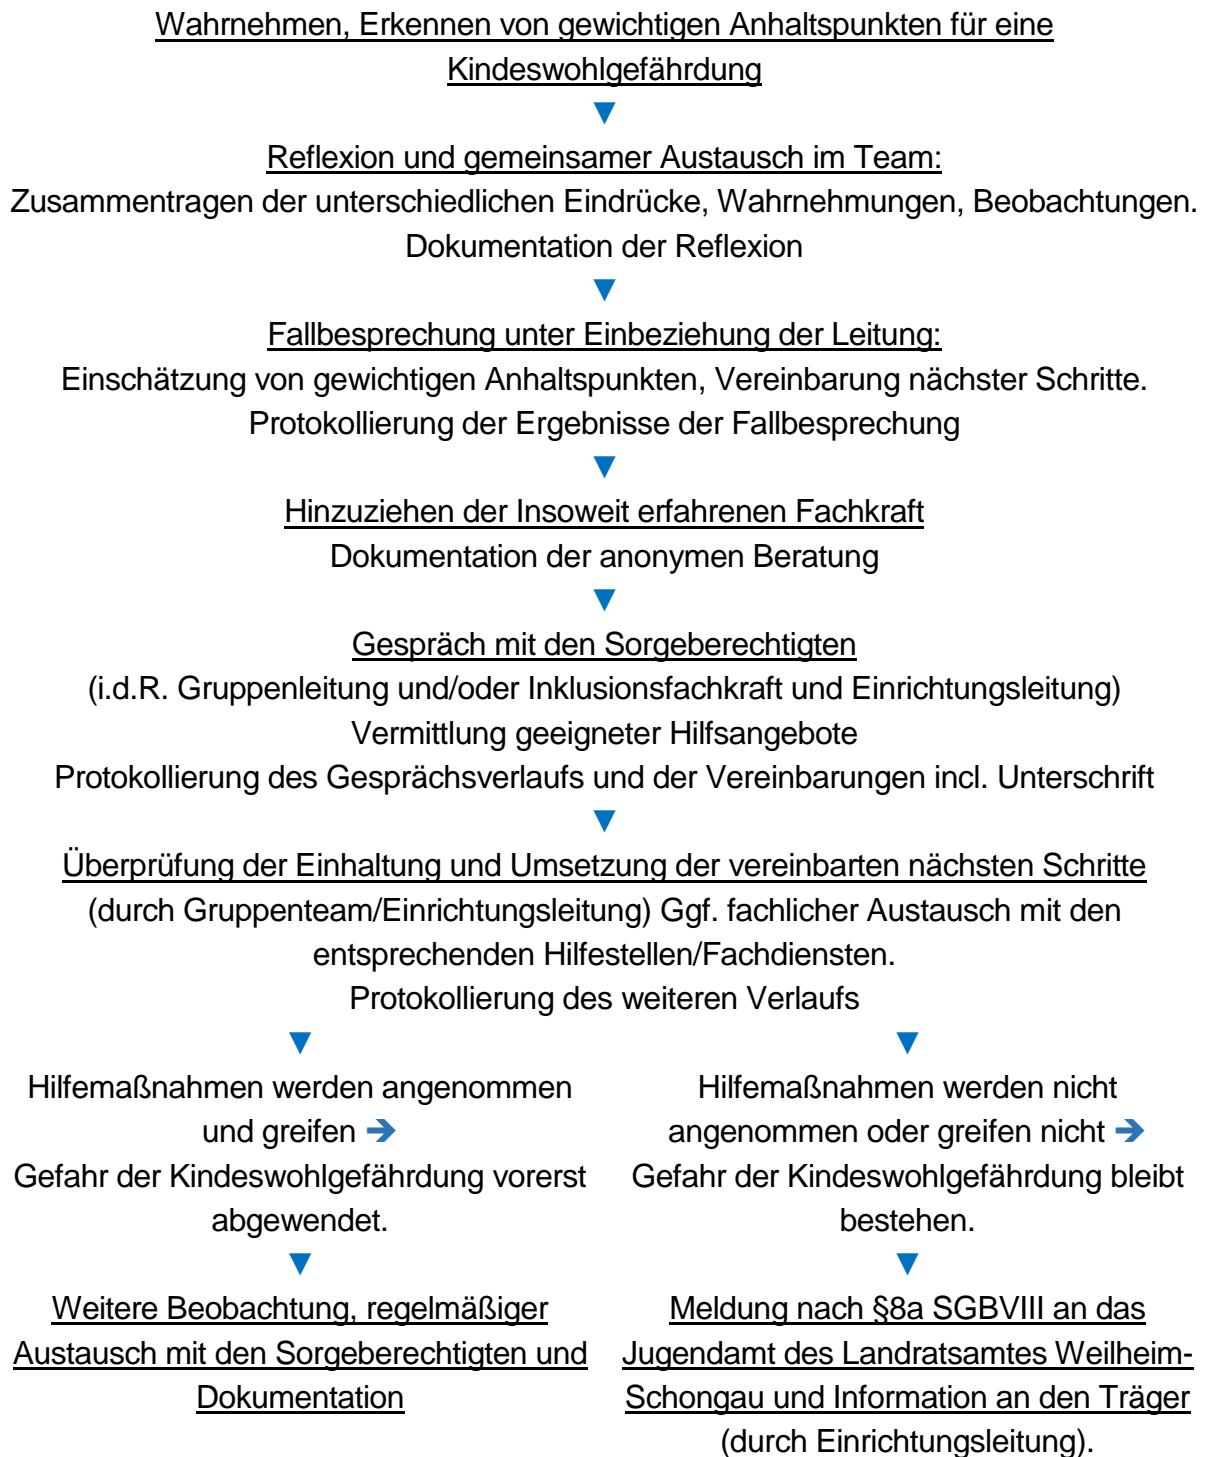 Wahrnehmen, Erkennen von gewichtigen Anhaltspunkten für eine
Kindeswohlgefährdung
▼
Reflexion und gemeinsamer Austausch im Team:
Zusammentragen der unterschiedlichen Eindrücke, Wahrnehmungen, Beobachtungen.
Dokumentation der Reflexion
▼
Fallbesprechung unter Einbeziehung der Leitung:
Einschätzung von gewichtigen Anhaltspunkten, Vereinbarung nächster Schritte.
Protokollierung der Ergebnisse der Fallbesprechung
▼
Hinzuziehen der Insoweit erfahrenen Fachkraft
Dokumentation der anonymen Beratung
▼
Gespräch mit den Sorgeberechtigten
(i.d.R. Gruppenleitung und/oder Inklusionsfachkraft und Einrichtungsleitung)
Vermittlung geeigneter Hilfsangebote
Protokollierung des Gesprächsverlaufs und der Vereinbarungen incl. Unterschrift
▼
Überprüfung der Einhaltung und Umsetzung der vereinbarten nächsten Schritte
(durch Gruppenteam/Einrichtungsleitung) Ggf. fachlicher Austausch mit den
entsprechenden Hilfestellen/Fachdiensten.
Protokollierung des weiteren Verlaufs
▼
Hilfemaßnahmen werden angenommen
und greifen ➔
Gefahr der Kindeswohlgefährdung vorerst
abgewendet.
▼
Weitere Beobachtung, regelmäßiger
Austausch mit den Sorgeberechtigten und
Dokumentation
▼
Hilfemaßnahmen werden nicht
angenommen oder greifen nicht ➔
Gefahr der Kindeswohlgefährdung bleibt
bestehen.
▼
Meldung nach §8a SGBVIII an das
Jugendamt des Landratsamtes Weilheim-
Schongau und Information an den Träger
(durch Einrichtungsleitung).